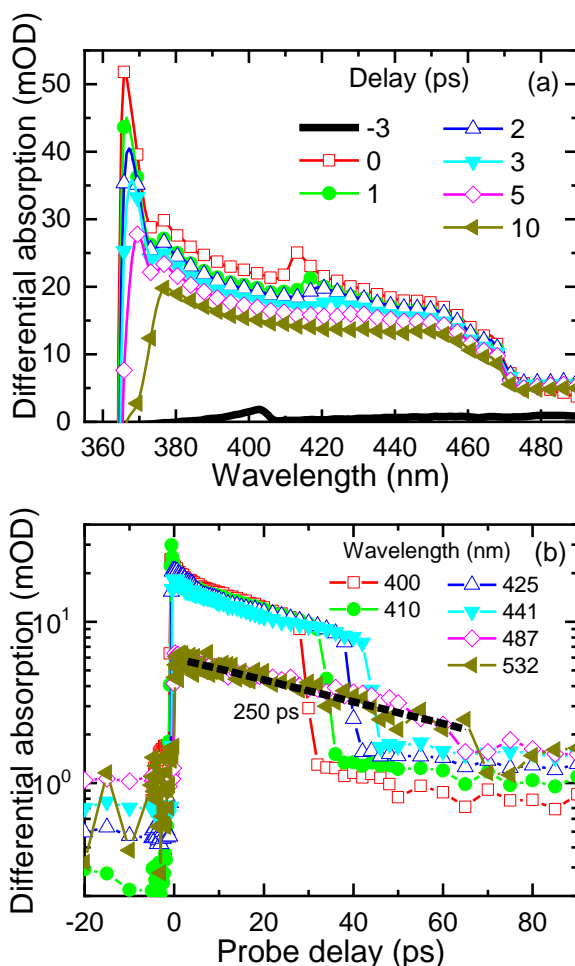 (a)
Delay (ps)
-3
0
1
2
3
5
10
Differential absorption (mOD)
50
40
30
20
10
0
360 380 400 420 440 460 480
Wavelength (nm)
(b)
Wavelength (nm)
400
410
425
441
487
532
250 ps
Differential absorption (mOD)
10¹
10⁰
-20 0 20 40 60 80
Probe delay (ps)